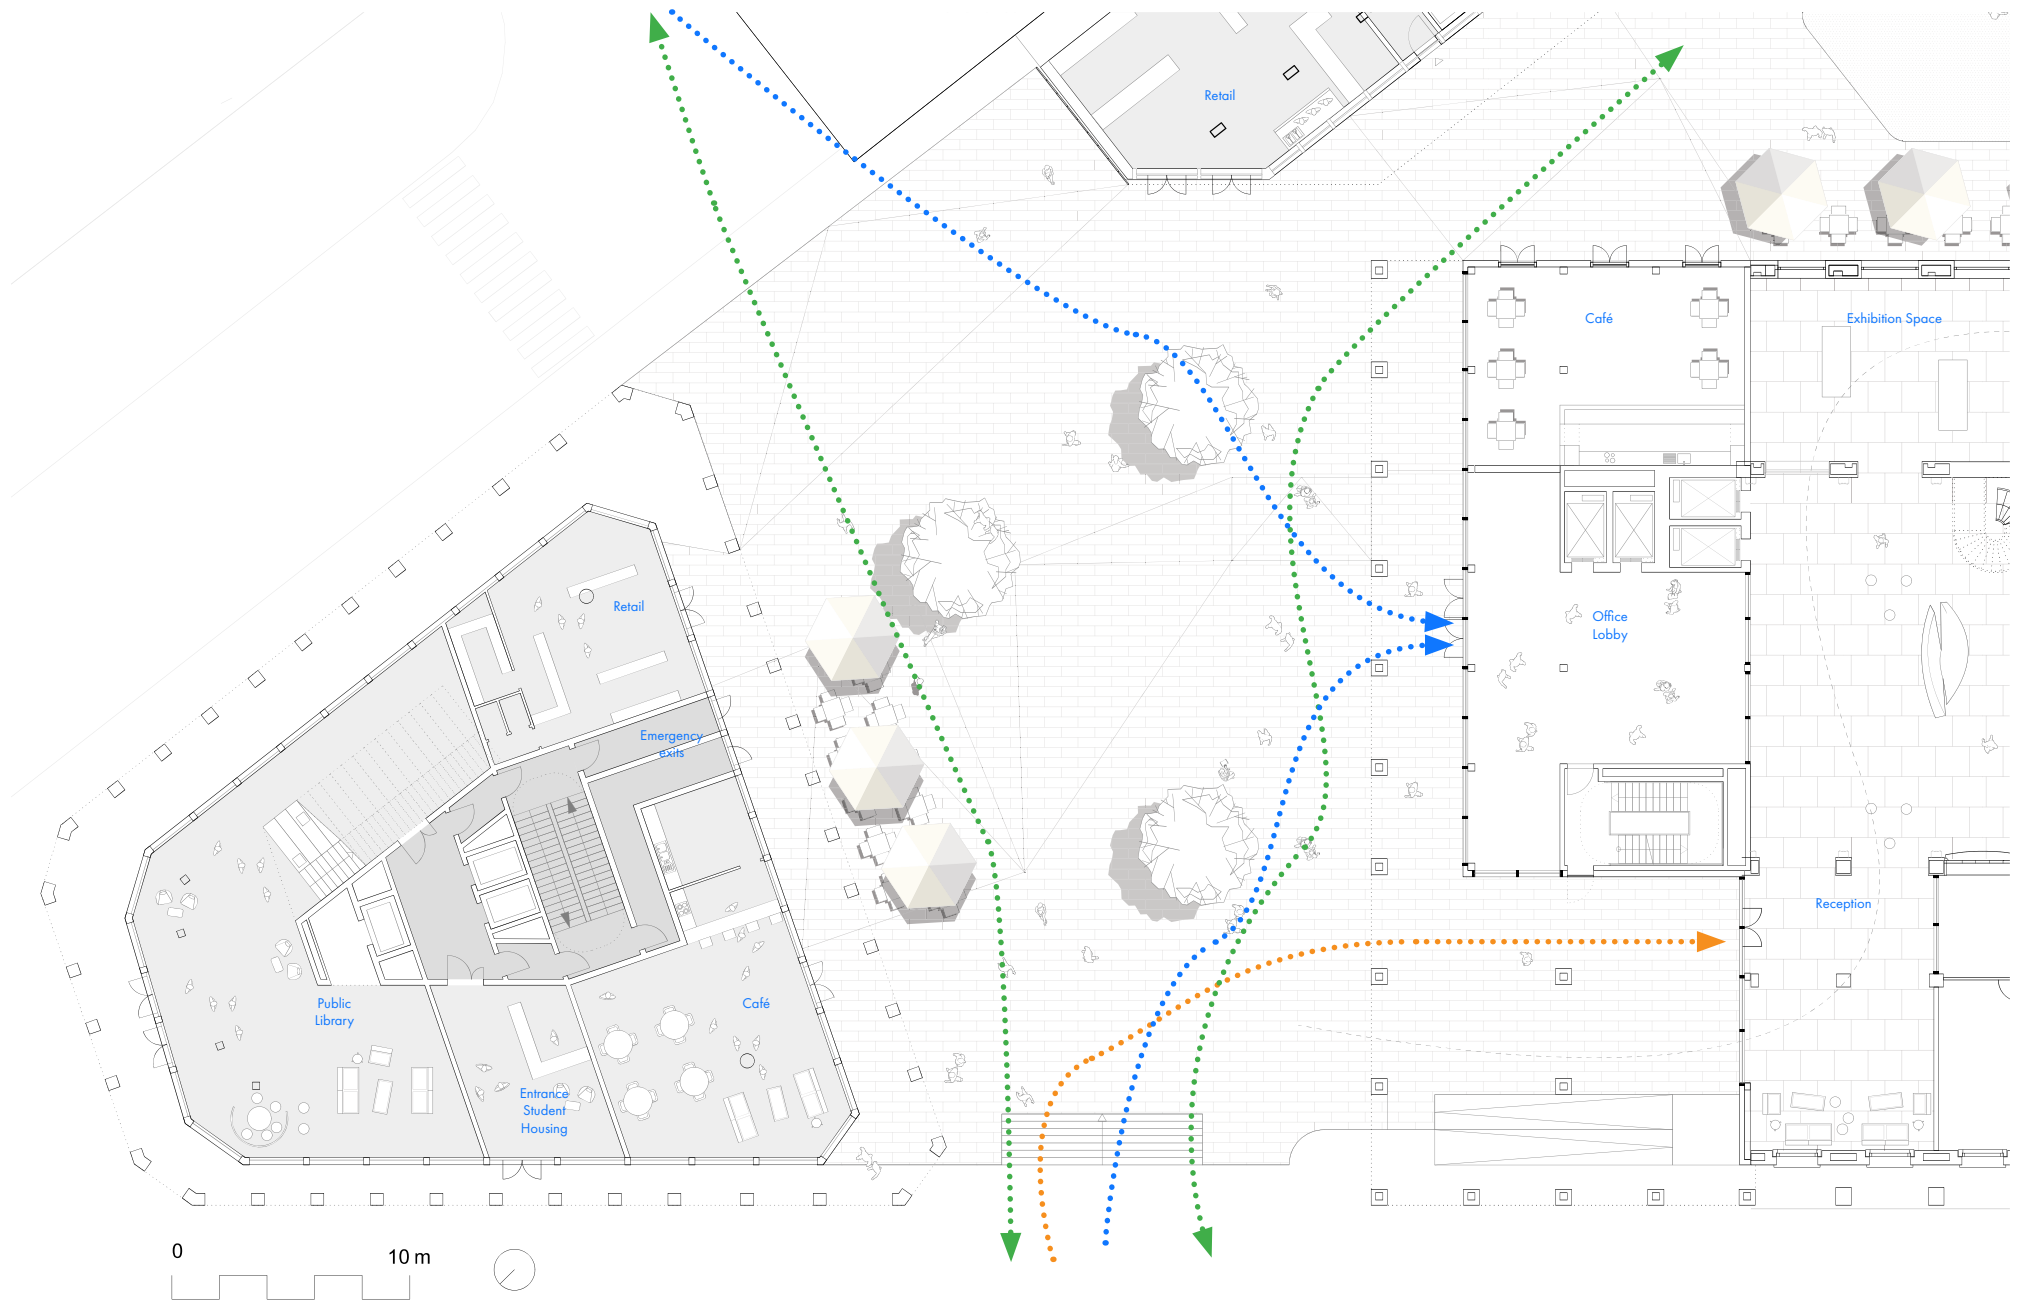 Retail
Café
Exhibition Space
Retail
Office
Lobby
Emergency
exits
Reception
Public
Library
Café
Entrance
Student
Housing
0
10 m